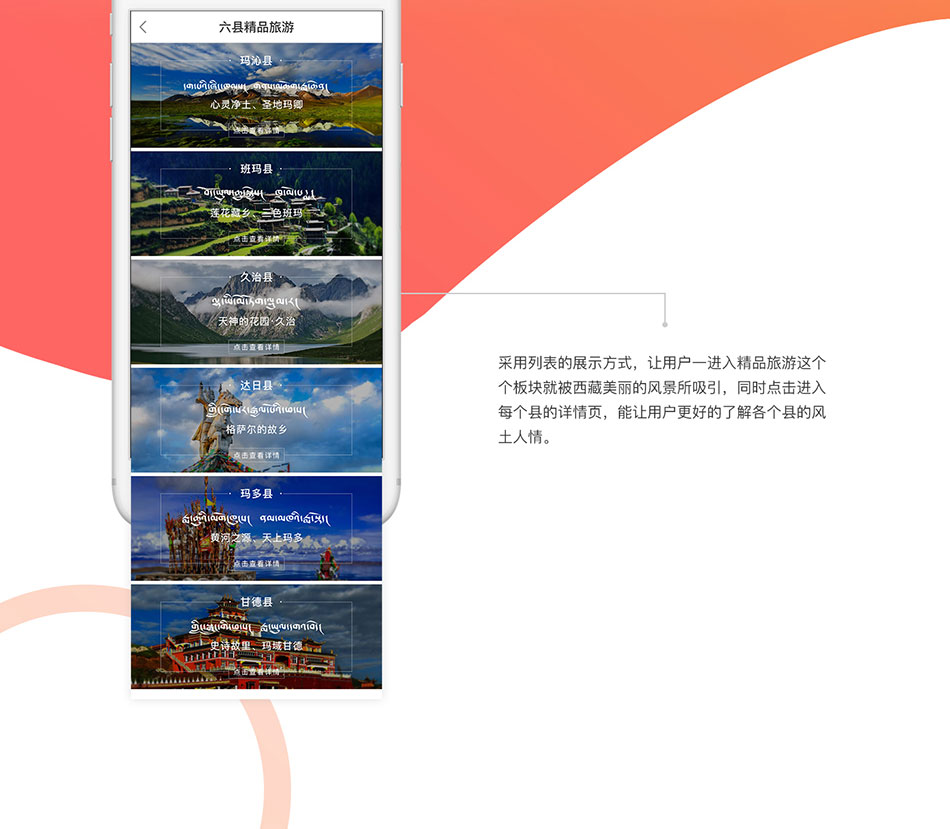 六县精品旅游
· 玛沁县 ·
心灵净土、圣地玛卿
点击查看详情
· 班玛县 ·
莲花藏乡、三色班玛
点击查看详情
· 久治县 ·
天神的花园·久治
点击查看详情
· 达日县 ·
格萨尔的故乡
点击查看详情
· 玛多县 ·
黄河之源、天上玛多
点击查看详情
· 甘德县 ·
史诗故里、玛域甘德
点击查看详情
采用列表的展示方式，让用户一进入精品旅游这个
个板块就被西藏美丽的风景所吸引，同时点击进入
每个县的详情页，能让用户更好的了解各个县的风
土人情。